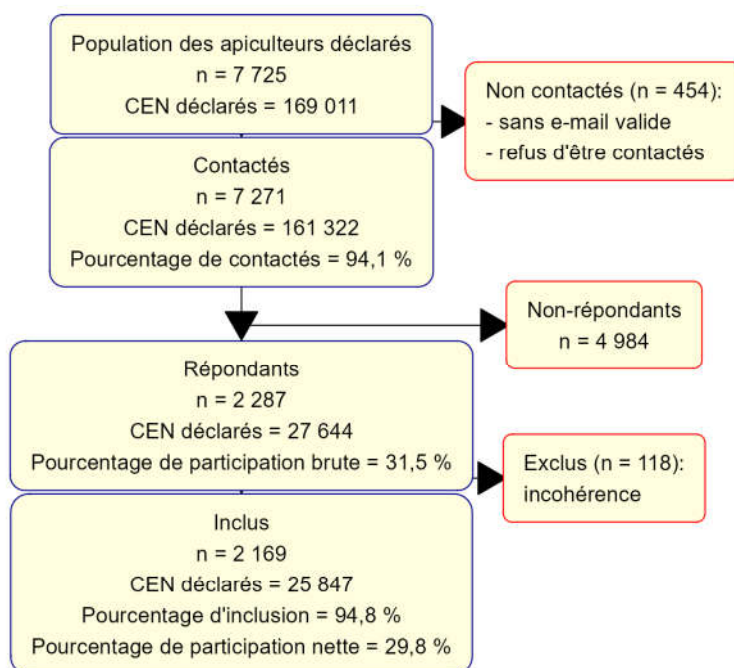 Population des apiculteurs déclarés
n = 7 725
CEN déclarés = 169 011
Non contactés (n = 454):
- sans e-mail valide
- refus d'être contactés
Contactés
n = 7 271
CEN déclarés = 161 322
Pourcentage de contactés = 94,1 %
Non-répondants
n = 4 984
Répondants
n = 2 287
CEN déclarés = 27 644
Pourcentage de participation brute = 31,5 %
Exclus (n = 118):
incohérence
Inclus
n = 2 169
CEN déclarés = 25 847
Pourcentage d'inclusion = 94,8 %
Pourcentage de participation nette = 29,8 %